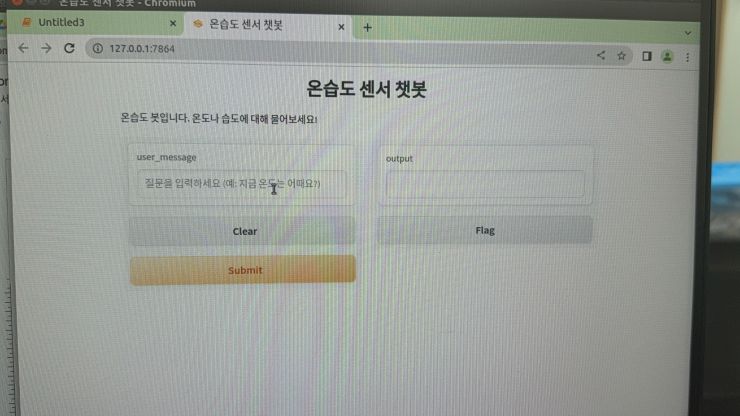 온습도 센서 챗봇 - Chromium
Untitled3
온습도 센서 챗봇
127.0.0.1:7864
온습도 센서 챗봇
온습도 봇입니다. 온도나 습도에 대해 물어보세요!
user_message
output
질문을 입력하세요 (예: 지금 온도는 어때요?)
Clear
Flag
Submit